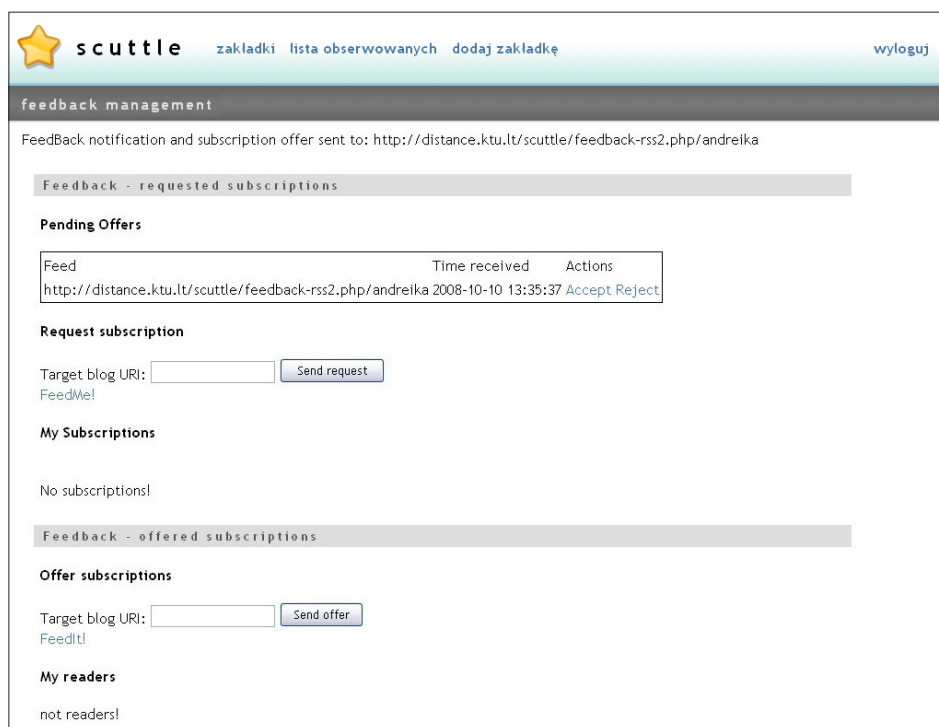 scuttle zakładki lista obserwowanych dodaj zakładkę wyloguj
feedback management
FeedBack notification and subscription offer sent to: http://distance.ktu.lt/scuttle/feedback-rss2.php/andreika
Feedback - requested subscriptions
Pending Offers
Feed Time received Actions
http://distance.ktu.lt/scuttle/feedback-rss2.php/andreika 2008-10-10 13:35:37 Accept Reject
Request subscription
Target blog URI: Send request
FeedMe!
My Subscriptions
No subscriptions!
Feedback - offered subscriptions
Offer subscriptions
Target blog URI: Send offer
FeedIt!
My readers
not readers!